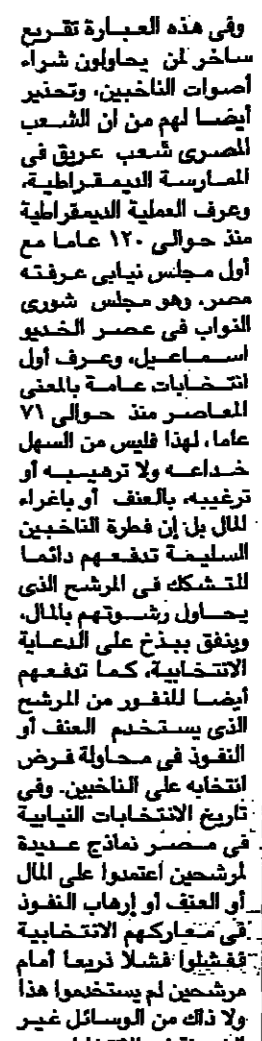 وفى هذه العبارة تقريع
ساخر لمن يحاولون شراء
أصوات الناخبين، وتحذير
أيضا لهم من ان الشعب
المصرى شعب عريق فى
الممارسة الديمقراطية،
وعرف العملية الديمقراطية
منذ حوالى ١٢٠ عاما مع
أول مجلس نيابى عرفته
مصر. وهو مجلس شورى
النواب فى عصر الخديو
اسماعيل، وعرف أول
انتخابات عامة بالمعنى
المعاصر منذ حوالى ٧١
عاما، لهذا فليس من السهل
خداعه ولا ترهيبه أو
ترغيبه، بالعنف أو باغراء
المال بل إن فطرة الناخبين
السليمة تدفعهم دائما
للتشكك فى المرشح الذى
يحاول رشوتهم بالمال،
وينفق ببذخ على الدعاية
الانتخابية، كما تدفعهم
أيضا للنفور من المرشح
الذى يستخدم العنف أو
النفوذ فى محاولة فرض
انتخابه على الناخبين. وفى
تاريخ الانتخابات النيابية
فى مصر نماذج عديدة
لمرشحين اعتمدوا على المال
أو العنف أو إرهاب النفوذ
فى معاركهم الانتخابية
ففشلوا فشلا ذريعا أمام
مرشحين لم يستخدموا هذا
ولا ذاك من الوسائل غير